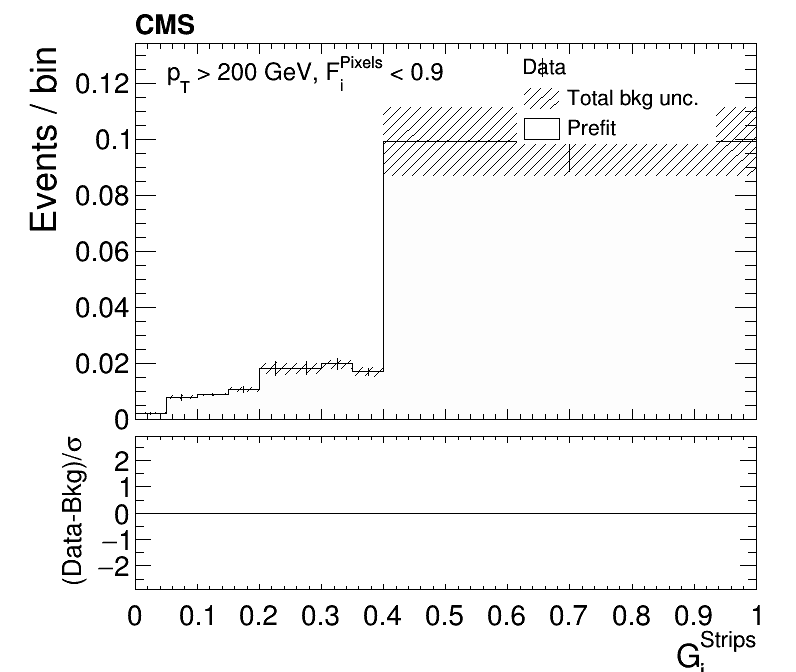 CMS
p_T > 200 GeV, F_i^Pixels < 0.9
Data
Total bkg unc.
Prefit
Events / bin
0.12
0.1
0.08
0.06
0.04
0.02
0
(Data-Bkg)/σ
2
1
0
−1
−2
0 0.1 0.2 0.3 0.4 0.5 0.6 0.7 0.8 0.9 1
G_i^Strips